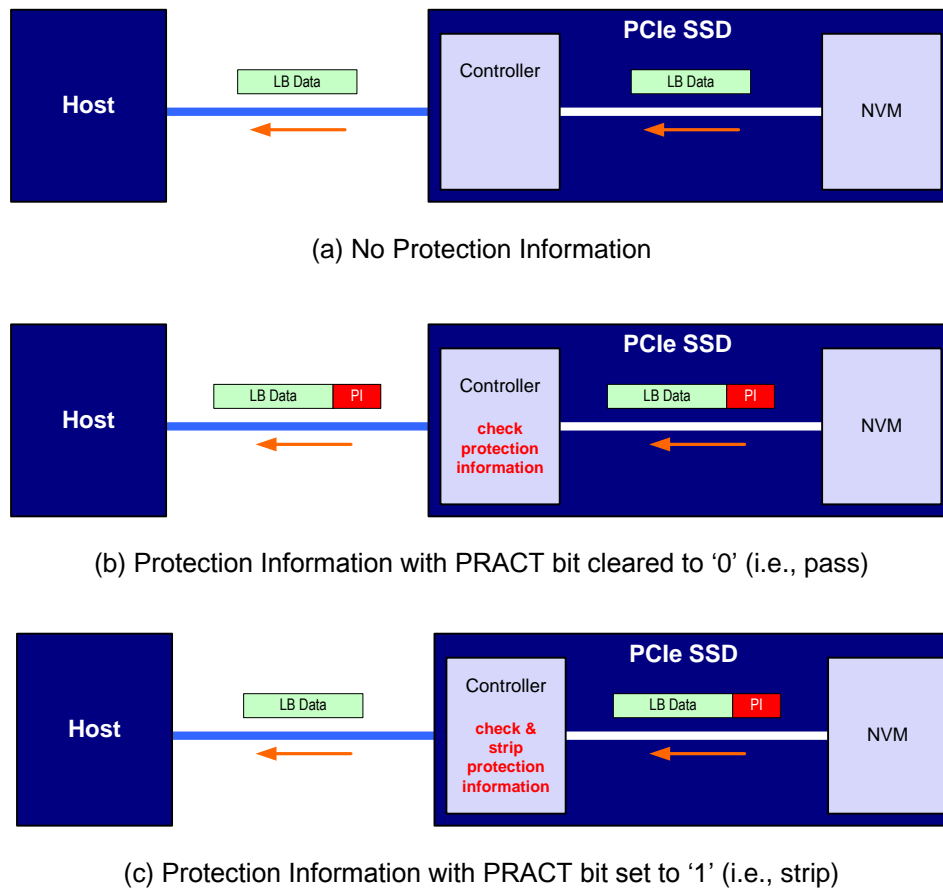 PCIe SSD
Host
LB Data
Controller
LB Data
NVM
(a) No Protection Information
PCIe SSD
Host
LB Data
PI
Controller
check
protection
information
LB Data
PI
NVM
(b) Protection Information with PRACT bit cleared to ‘0’ (i.e., pass)
PCIe SSD
Host
LB Data
Controller
check &
strip
protection
information
LB Data
PI
NVM
(c) Protection Information with PRACT bit set to ‘1’ (i.e., strip)